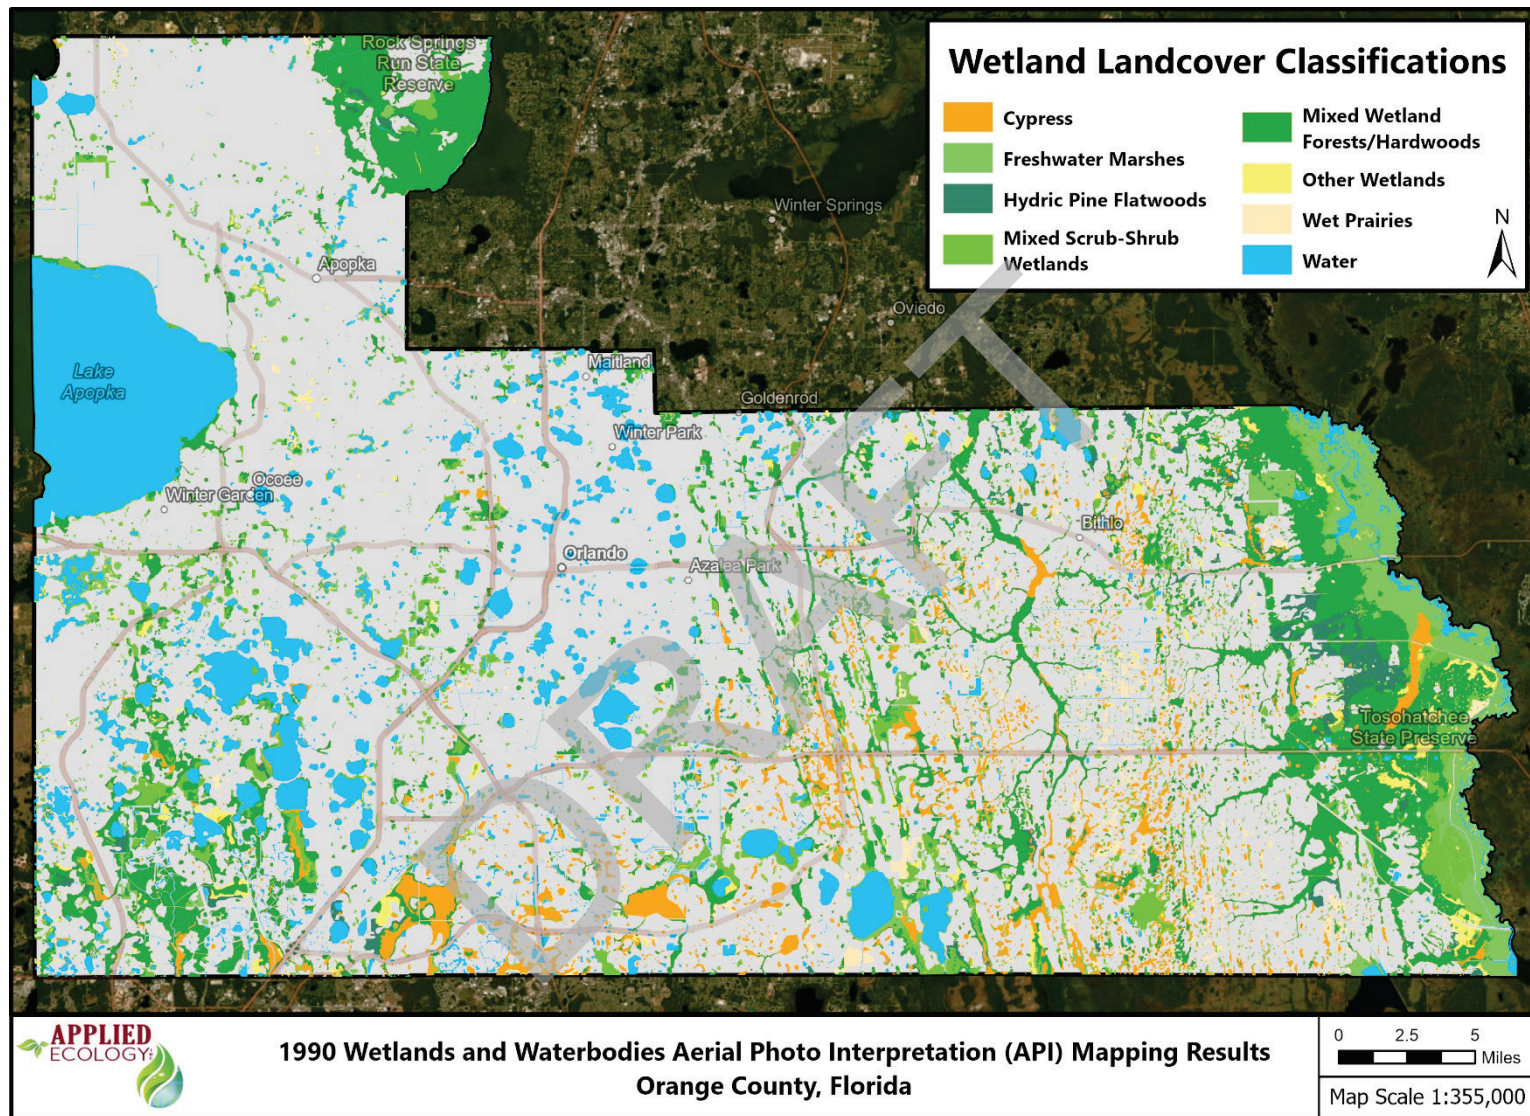 Rock Springs
Run State
Reserve
Wetland Landcover Classifications
Cypress
Freshwater Marshes
Hydric Pine Flatwoods
Mixed Scrub-Shrub
Wetlands
Mixed Wetland
Forests/Hardwoods
Other Wetlands
Wet Prairies
Water
N
Winter Springs
Apopka
Oviedo
Lake
Apopka
Maitland
Goldenrod
Winter Park
Ocoee
Winter Garden
Bithlo
Orlando
Azalea Park
Tosohatchee
State Preserve
DRAFT
APPLIED
ECOLOGY
1990 Wetlands and Waterbodies Aerial Photo Interpretation (API) Mapping Results
Orange County, Florida
0 2.5 5
Miles
Map Scale 1:355,000